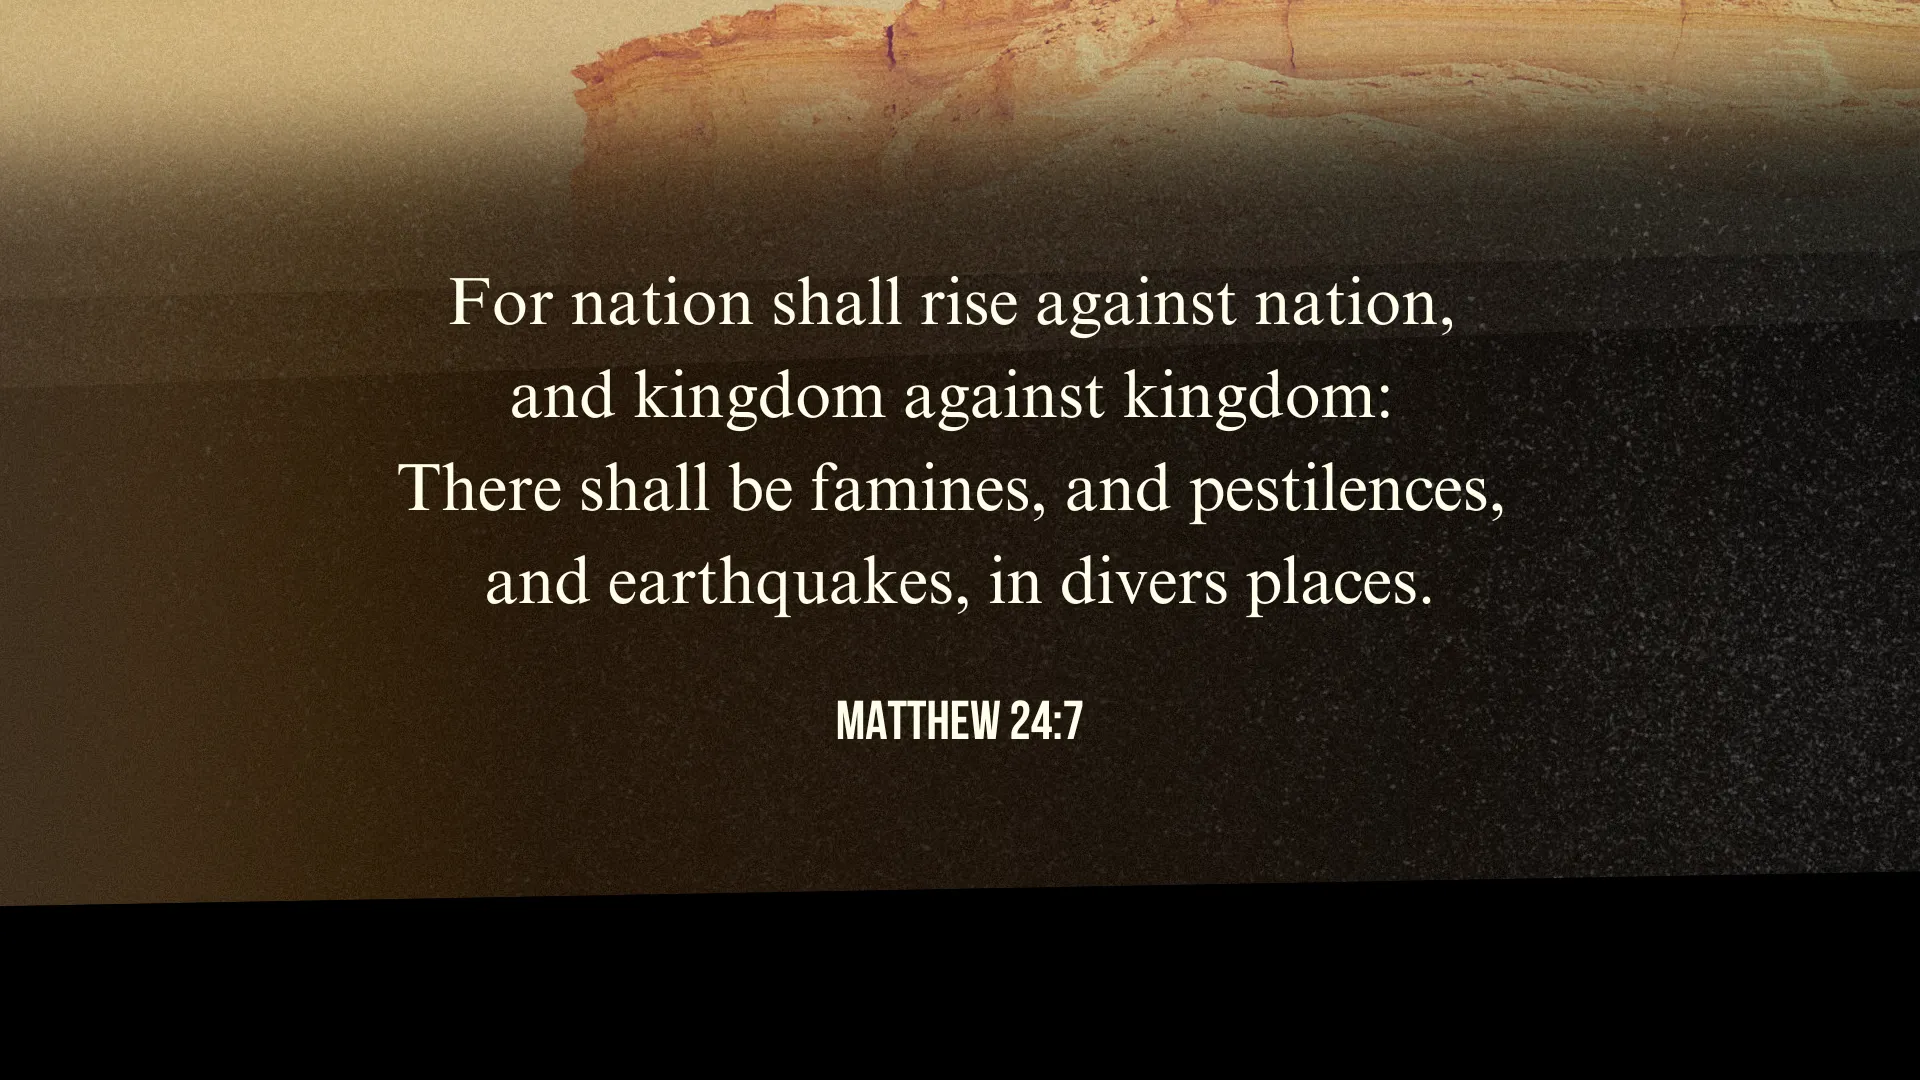 For nation shall rise against nation,
and kingdom against kingdom:
There shall be famines, and pestilences,
and earthquakes, in divers places.
MATTHEW 24:7